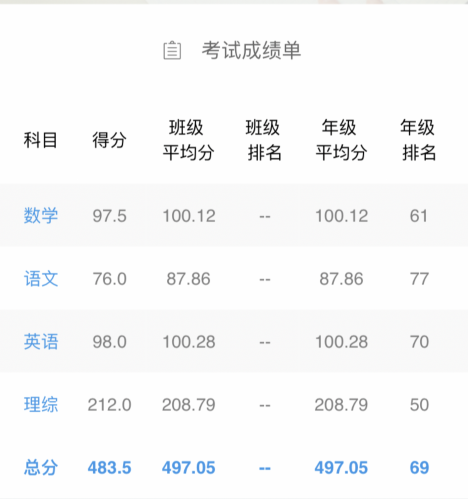 考试成绩单
科目 得分 班级平均分 班级排名 年级平均分 年级排名
数学 97.5 100.12 -- 100.12 61
语文 76.0 87.86 -- 87.86 77
英语 98.0 100.28 -- 100.28 70
理综 212.0 208.79 -- 208.79 50
总分 483.5 497.05 -- 497.05 69